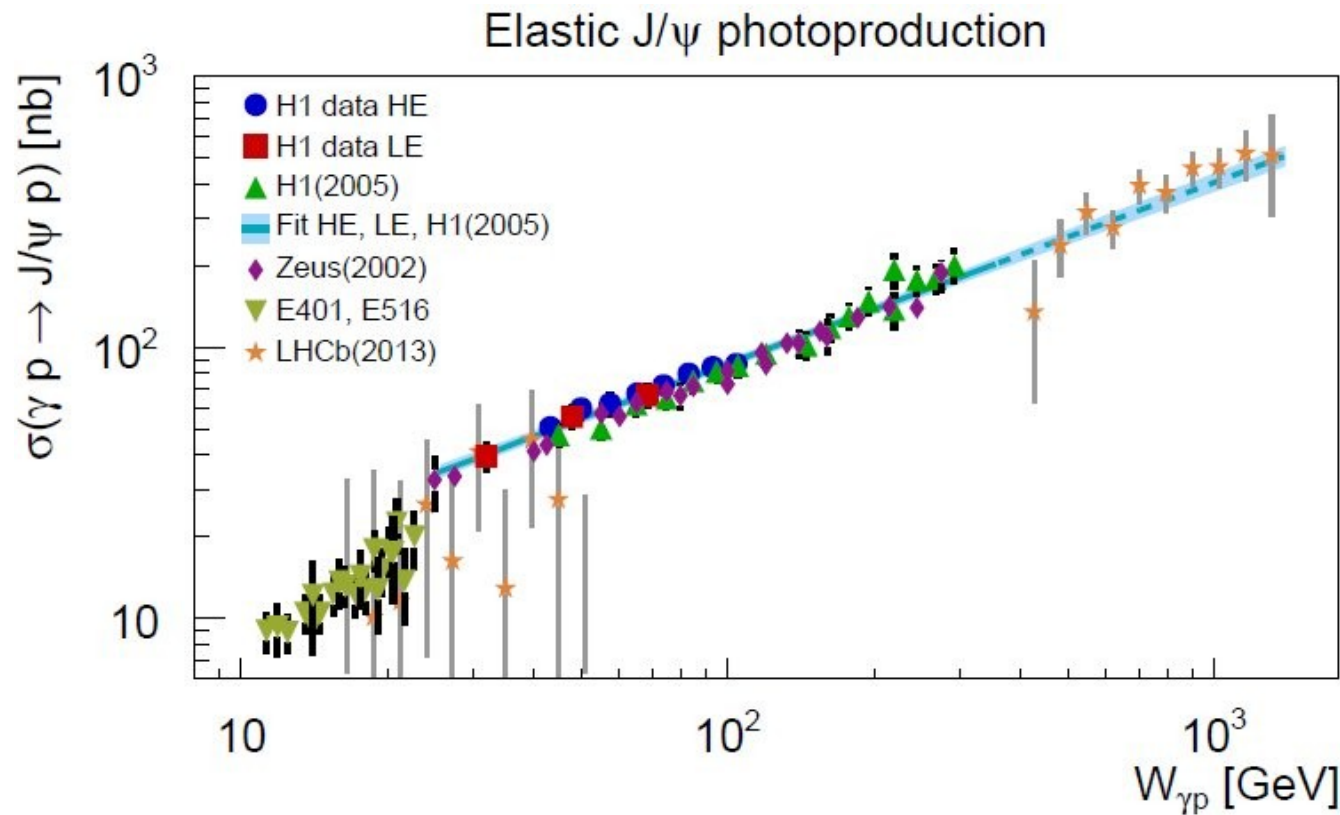 Elastic J/ψ photoproduction
σ(γ p → J/ψ p) [nb]
10³
10²
10
H1 data HE
H1 data LE
H1(2005)
Fit HE, LE, H1(2005)
Zeus(2002)
E401, E516
LHCb(2013)
10
10²
10³
W_γp [GeV]